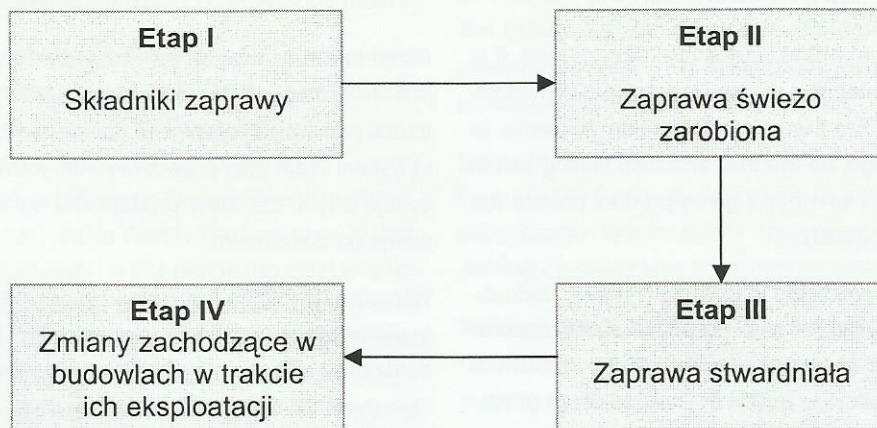 Etap I
Składniki zaprawy
Etap II
Zaprawa świeżo
zarobiona
Etap III
Zaprawa stwardniała
Etap IV
Zmiany zachodzące w
budowlach w trakcie
ich eksploatacji